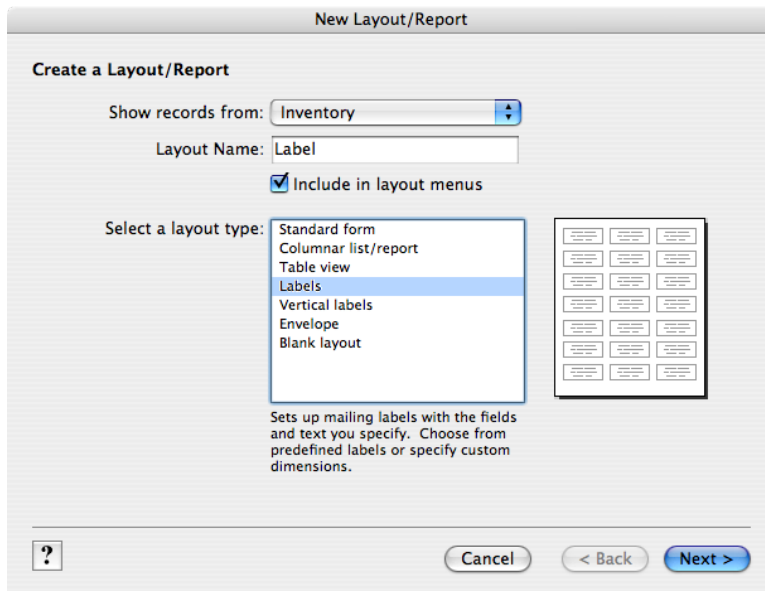 New Layout/Report
Create a Layout/Report
Show records from: Inventory
Layout Name: Label
Include in layout menus
Select a layout type:
Standard form
Columnar list/report
Table view
Labels
Vertical labels
Envelope
Blank layout
Sets up mailing labels with the fields
and text you specify. Choose from
predefined labels or specify custom
dimensions.
? Cancel < Back Next >